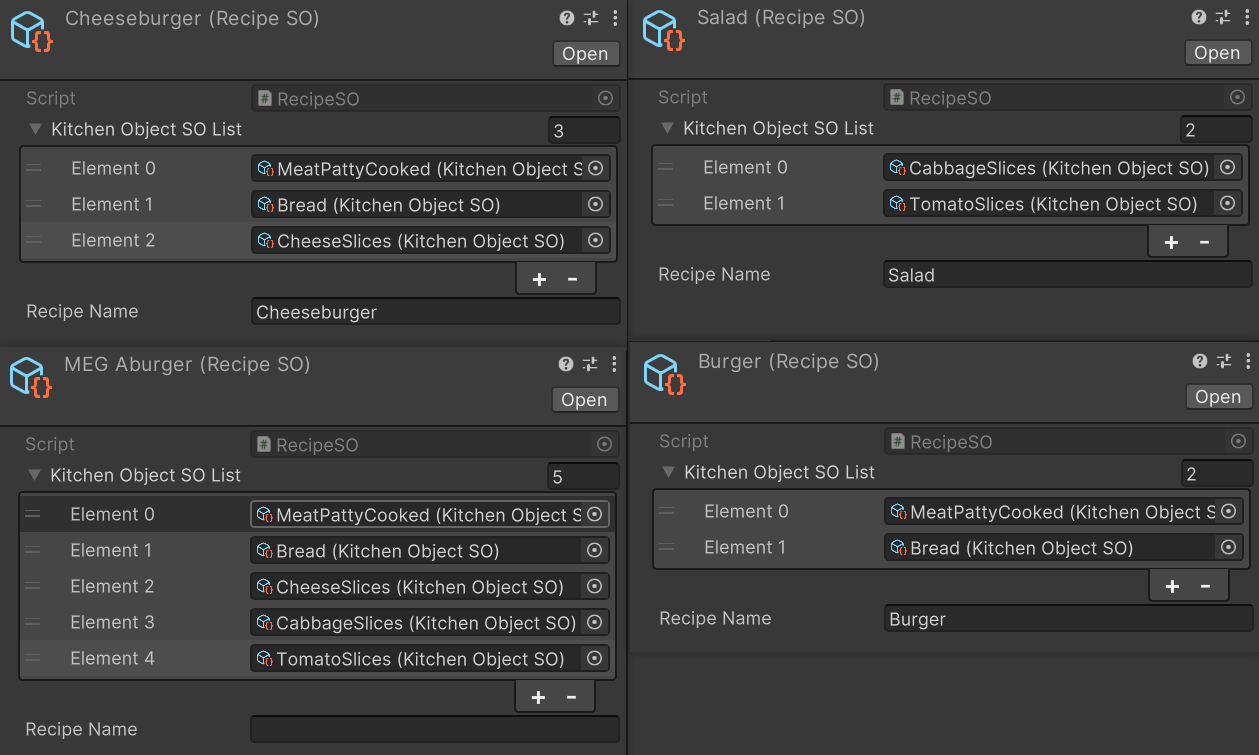 Cheeseburger (Recipe SO)
Open
Script
RecipeSO
Kitchen Object SO List
3
Element 0
MeatPattyCooked (Kitchen Object S
Element 1
Bread (Kitchen Object SO)
Element 2
CheeseSlices (Kitchen Object SO)
+ -
Recipe Name
Cheeseburger
Salad (Recipe SO)
Open
Script
RecipeSO
Kitchen Object SO List
2
Element 0
CabbageSlices (Kitchen Object SO)
Element 1
TomatoSlices (Kitchen Object SO)
+ -
Recipe Name
Salad
MEG Aburger (Recipe SO)
Open
Script
RecipeSO
Kitchen Object SO List
5
Element 0
MeatPattyCooked (Kitchen Object S
Element 1
Bread (Kitchen Object SO)
Element 2
CheeseSlices (Kitchen Object SO)
Element 3
CabbageSlices (Kitchen Object SO)
Element 4
TomatoSlices (Kitchen Object SO)
+ -
Recipe Name
Burger (Recipe SO)
Open
Script
RecipeSO
Kitchen Object SO List
2
Element 0
MeatPattyCooked (Kitchen Object S
Element 1
Bread (Kitchen Object SO)
+ -
Recipe Name
Burger